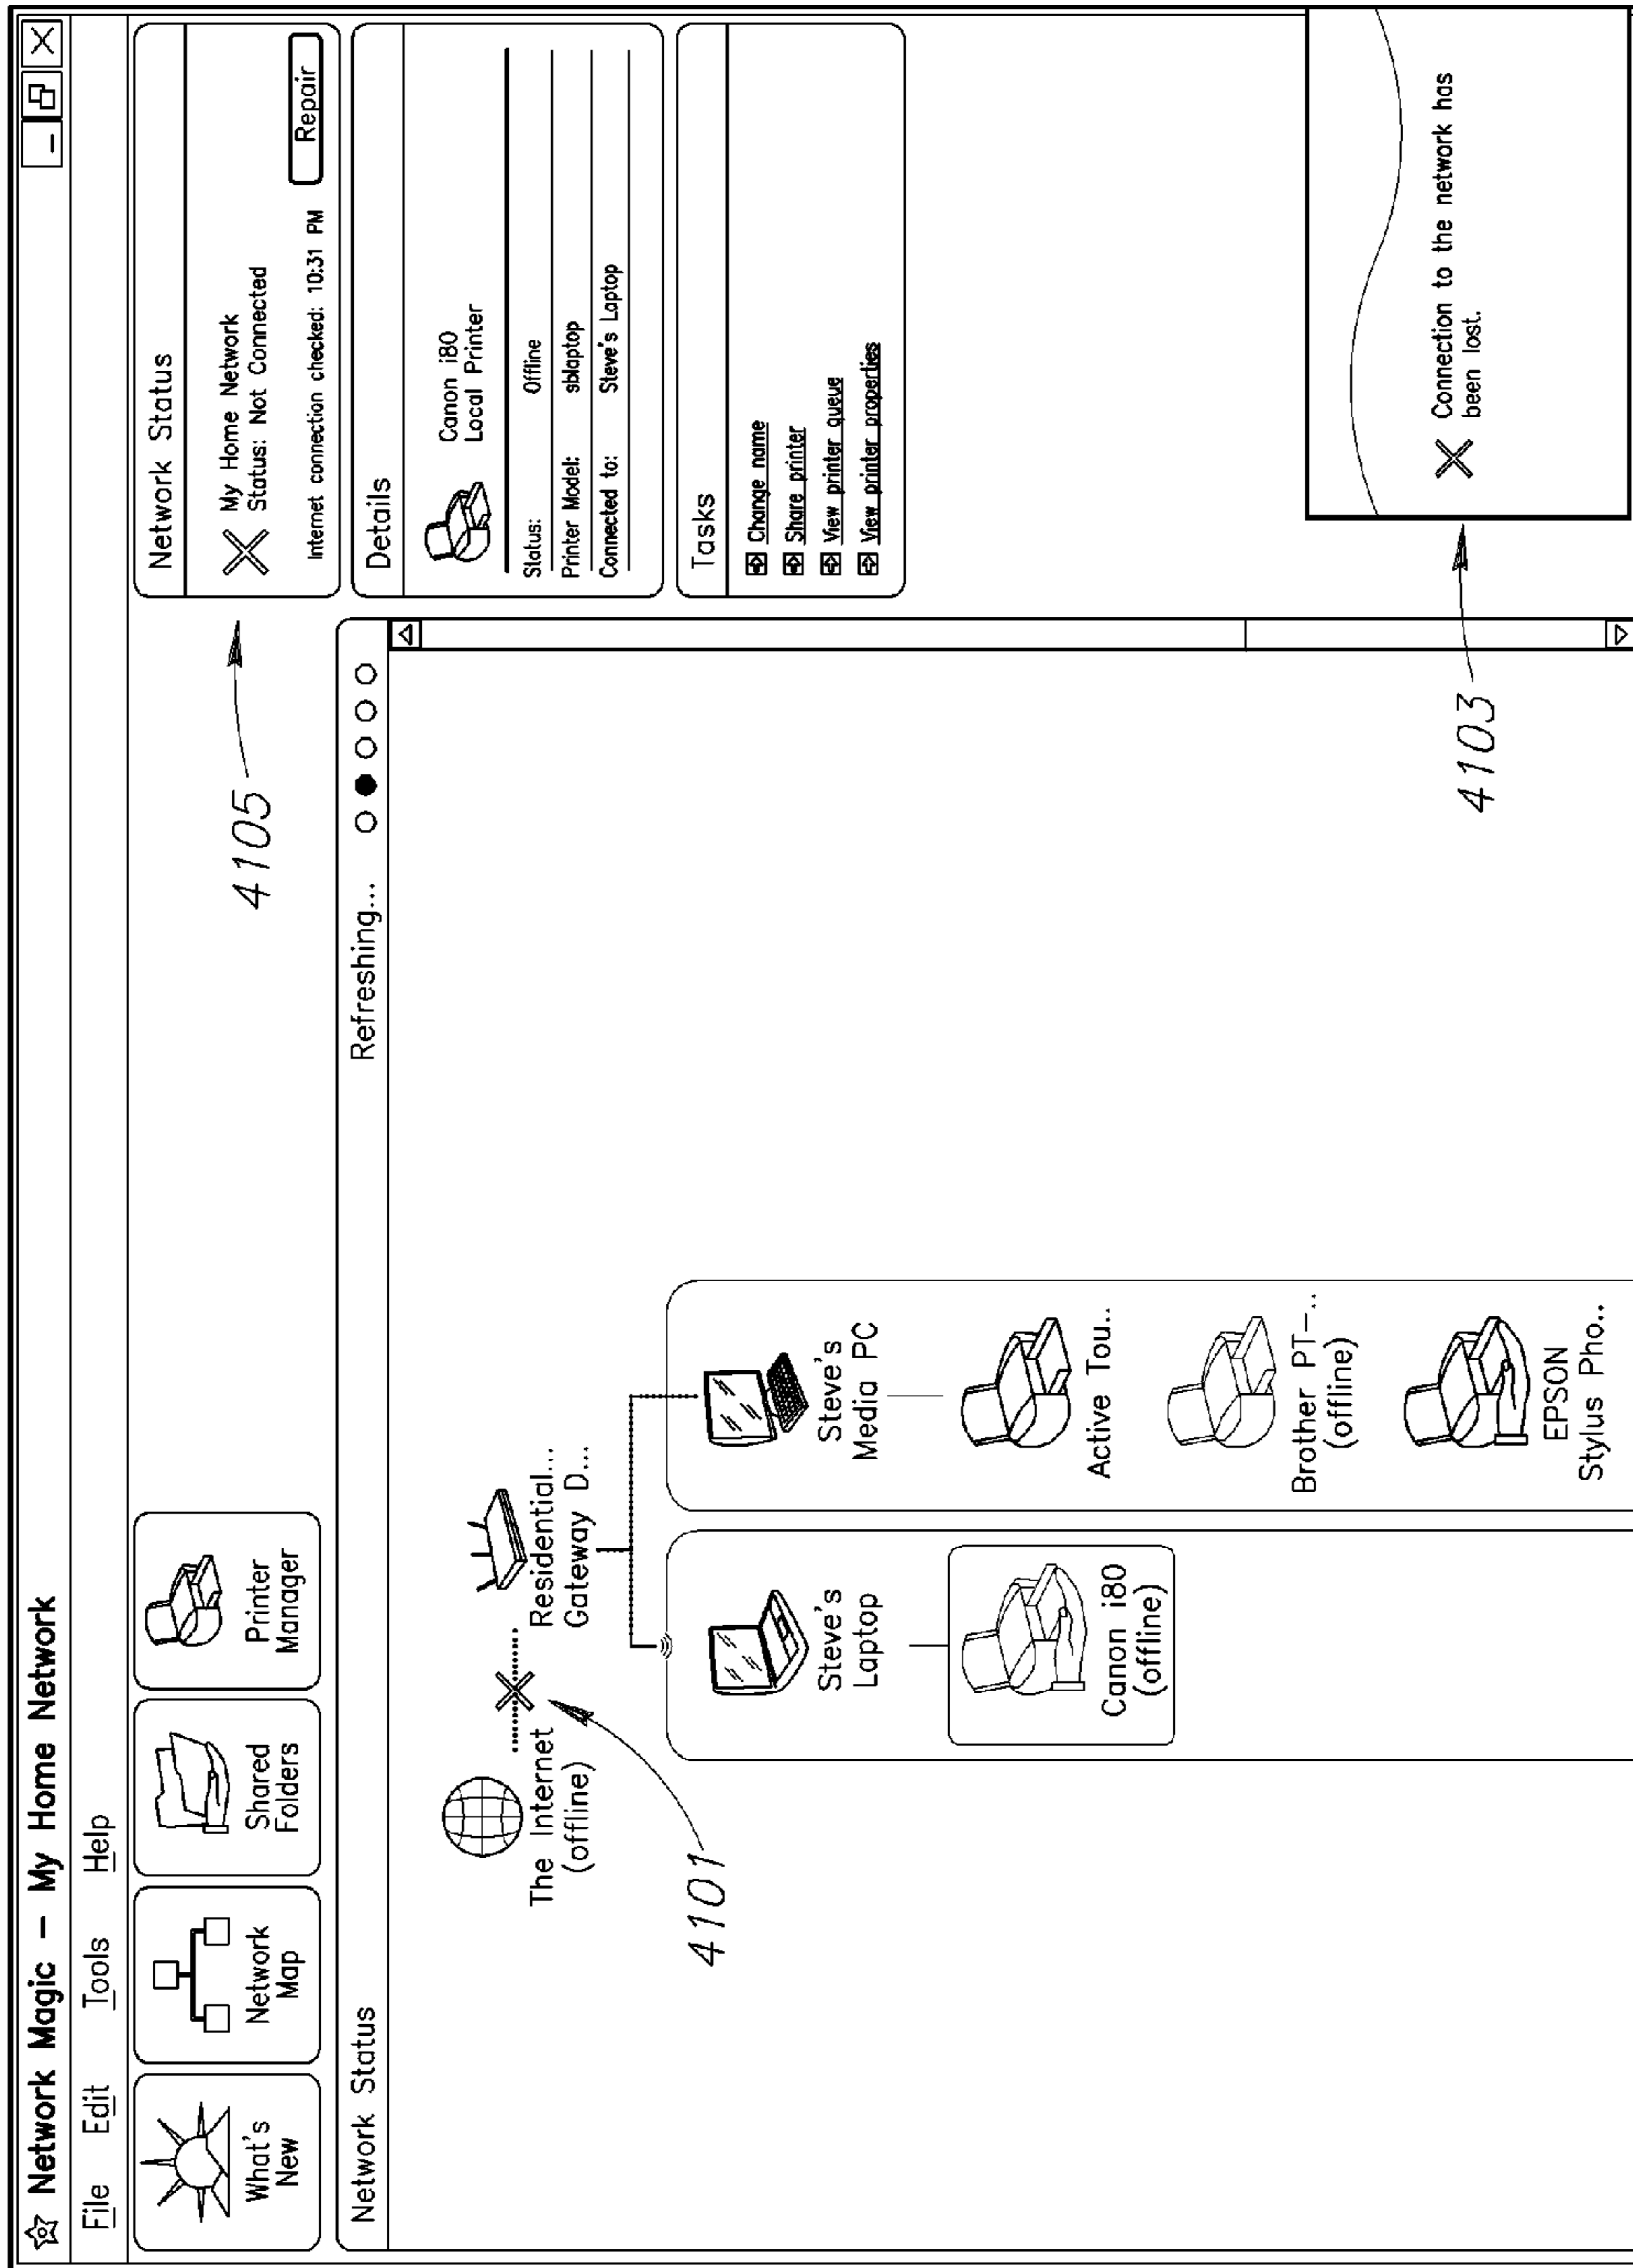 Network Magic – My Home Network
File Edit Tools Help
What's
New
Network
Map
Shared
Folders
Printer
Manager
Network Status
Refreshing...
The Internet
(offline)
Residential...
Gateway D...
4101
Steve's
Laptop
Canon i80
(offline)
Steve's
Media PC
Active Tou..
Brother PT-..
(offline)
EPSON
Stylus Pho..
4105
Network Status
My Home Network
Status: Not Connected
Internet connection checked: 10:31 PM
Repair
Details
Canon i80
Local Printer
Status: Offline
Printer Model: sblaptop
Connected to: Steve's Laptop
Tasks
Change name
Share printer
View printer queue
View printer properties
4103
Connection to the network has
been lost.